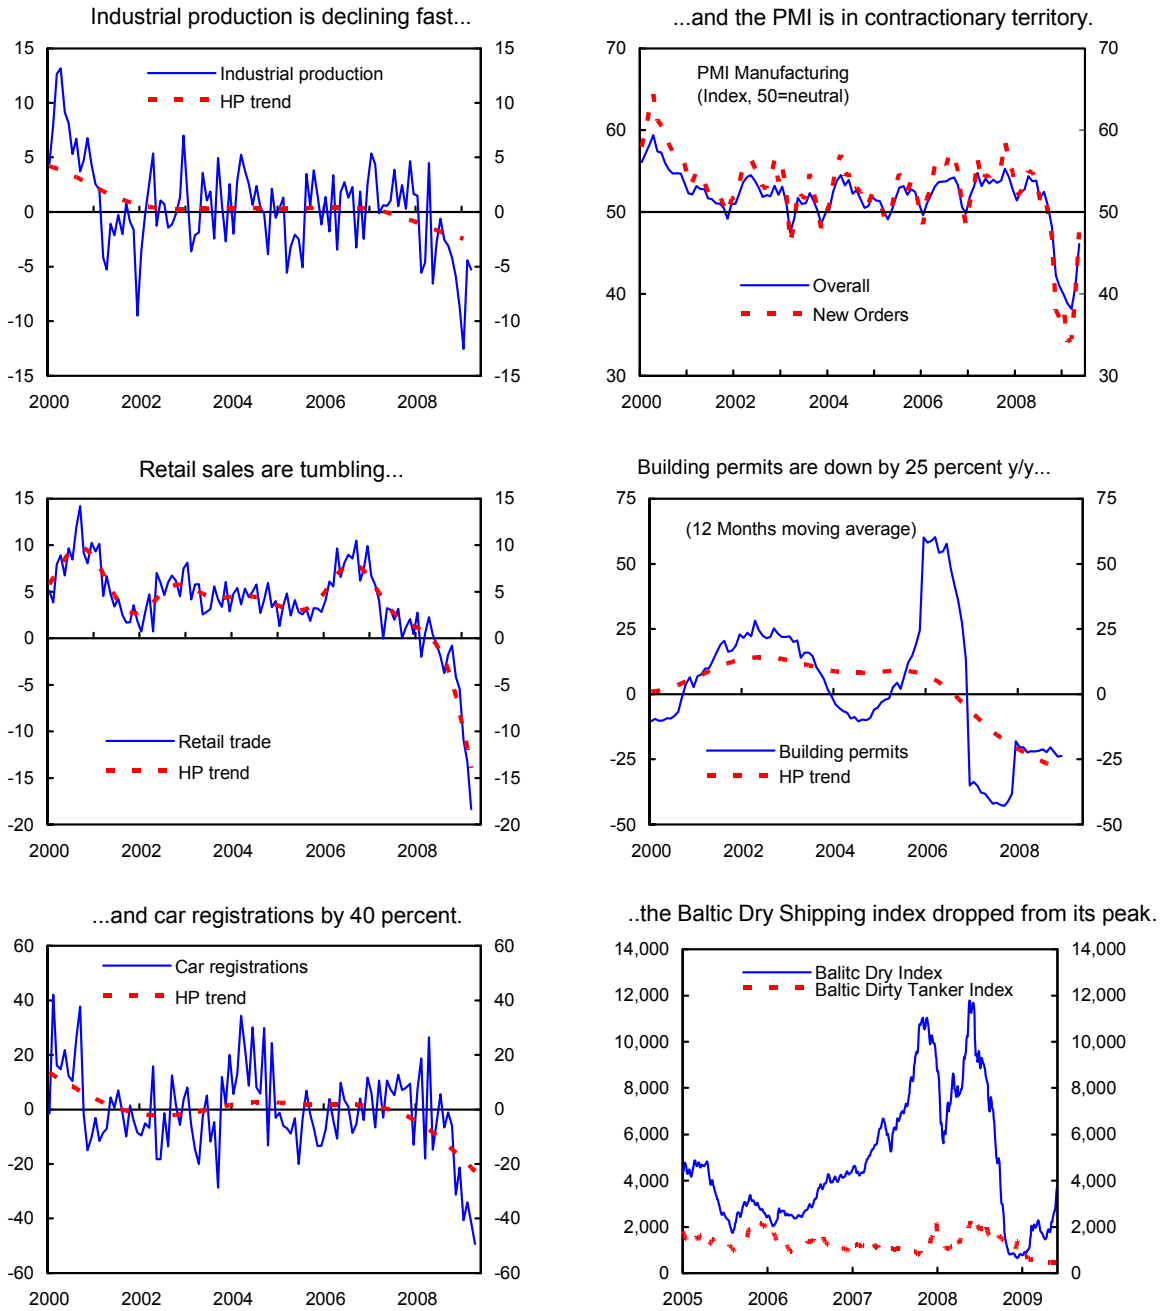 Industrial production is declining fast...
15 15
Industrial production
HP trend
10 10
5 5
0 0
-5 -5
-10 -10
-15 -15
2000 2002 2004 2006 2008
...and the PMI is in contractionary territory.
70 70
PMI Manufacturing
(Index, 50=neutral)
60 60
50 50
Overall
New Orders
40 40
30 30
2000 2002 2004 2006 2008
Retail sales are tumbling...
15 15
10 10
5 5
0 0
-5 -5
-10 -10
Retail trade
HP trend
-15 -15
-20 -20
2000 2002 2004 2006 2008
Building permits are down by 25 percent y/y...
75 75
(12 Months moving average)
50 50
25 25
0 0
-25 -25
Building permits
HP trend
-50 -50
2000 2002 2004 2006 2008
...and car registrations by 40 percent.
60 60
Car registrations
HP trend
40 40
20 20
0 0
-20 -20
-40 -40
-60 -60
2000 2002 2004 2006 2008
..the Baltic Dry Shipping index dropped from its peak.
14,000 14,000
Balitc Dry Index
Baltic Dirty Tanker Index
12,000 12,000
10,000 10,000
8,000 8,000
6,000 6,000
4,000 4,000
2,000 2,000
0 0
2005 2006 2007 2008 2009